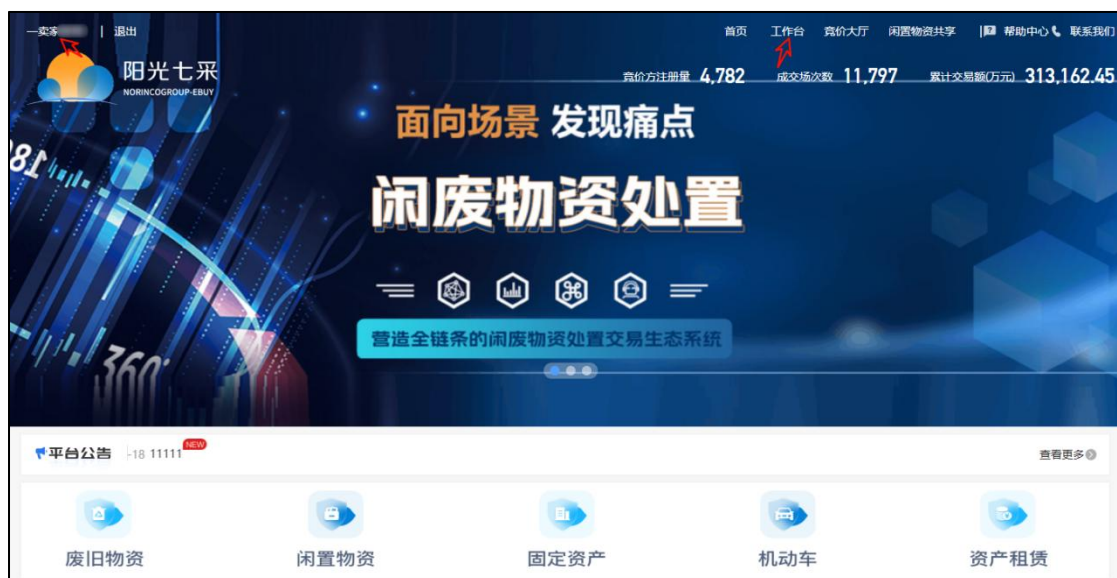 一卖家 | 退出 首页 工作台 竞价大厅 闲置物资共享 | 帮助中心 联系我们
阳光七采
NORINCOGROUP-EBUY
竞价方注册量 4,782 成交场次数 11,797 累计交易额(万元) 313,162.45
面向场景 发现痛点
闲废物资处置
营造全链条的闲废物资处置交易生态系统
18
360°
平台公告 -18 11111 NEW 查看更多
废旧物资 闲置物资 固定资产 机动车 资产租赁